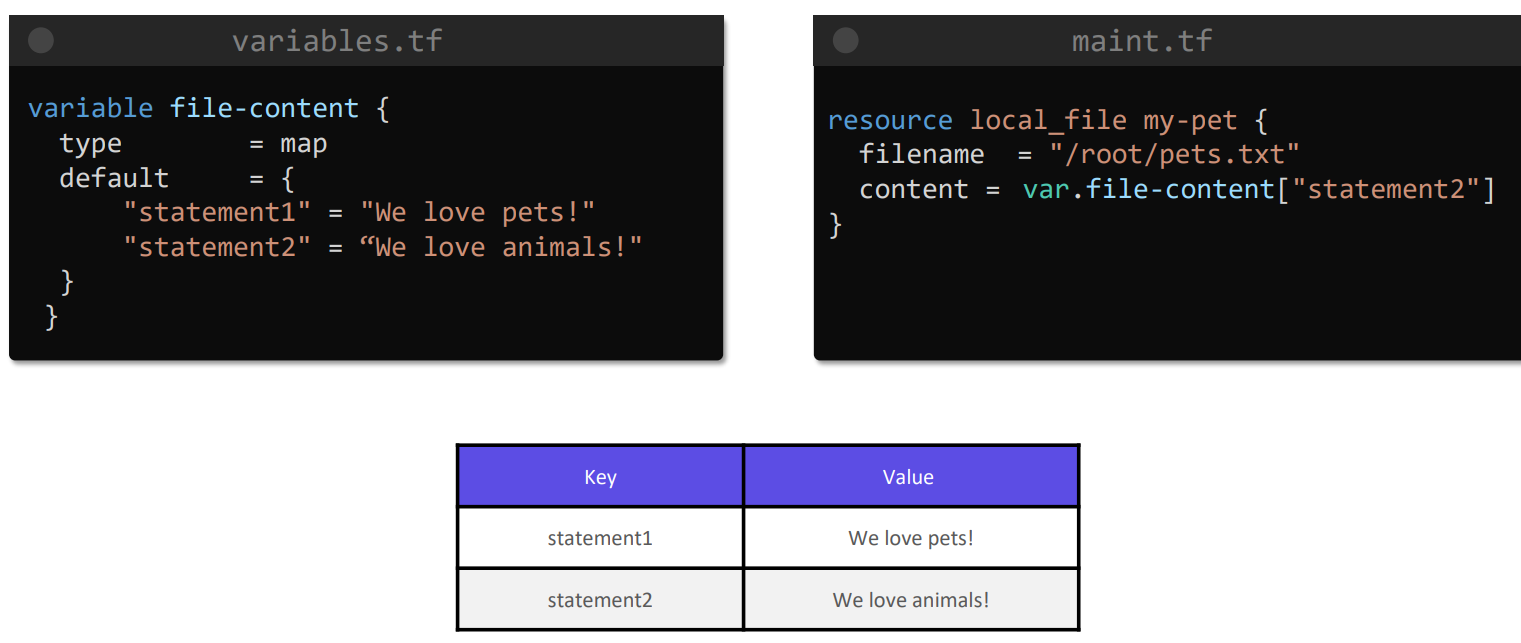 variables.tf
variable file-content {
  type        = map
  default     = {
      "statement1" = "We love pets!"
      "statement2" = “We love animals!"
  }
 }
maint.tf
resource local_file my-pet {
  filename  = "/root/pets.txt"
  content = var.file-content["statement2"]
}
Key Value
statement1 We love pets!
statement2 We love animals!